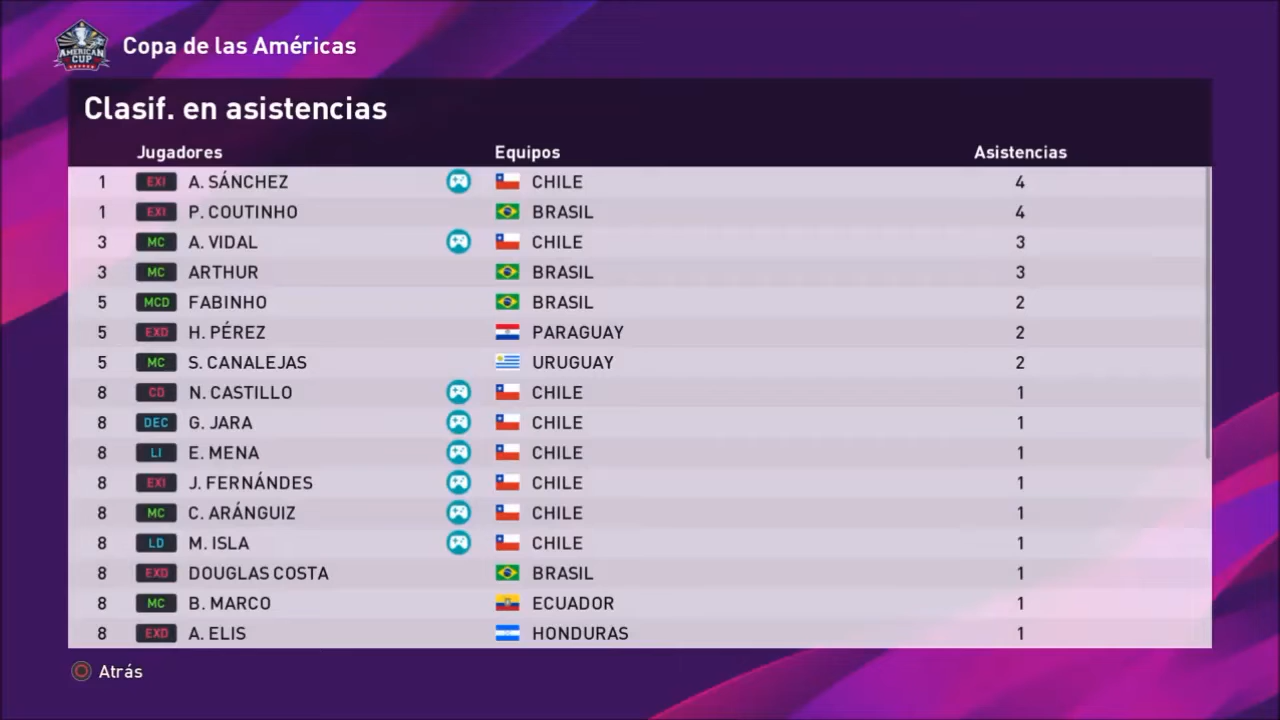 AMERICAN CUP
Copa de las Américas
Clasif. en asistencias
Jugadores Equipos Asistencias
1 EXI A. SÁNCHEZ CHILE 4
1 EXI P. COUTINHO BRASIL 4
3 MC A. VIDAL CHILE 3
3 MC ARTHUR BRASIL 3
5 MCD FABINHO BRASIL 2
5 EXD H. PÉREZ PARAGUAY 2
5 MC S. CANALEJAS URUGUAY 2
8 CD N. CASTILLO CHILE 1
8 DEC G. JARA CHILE 1
8 LI E. MENA CHILE 1
8 EXI J. FERNÁNDES CHILE 1
8 MC C. ARÁNGUIZ CHILE 1
8 LD M. ISLA CHILE 1
8 EXD DOUGLAS COSTA BRASIL 1
8 MC B. MARCO ECUADOR 1
8 EXD A. ELIS HONDURAS 1
Atrás